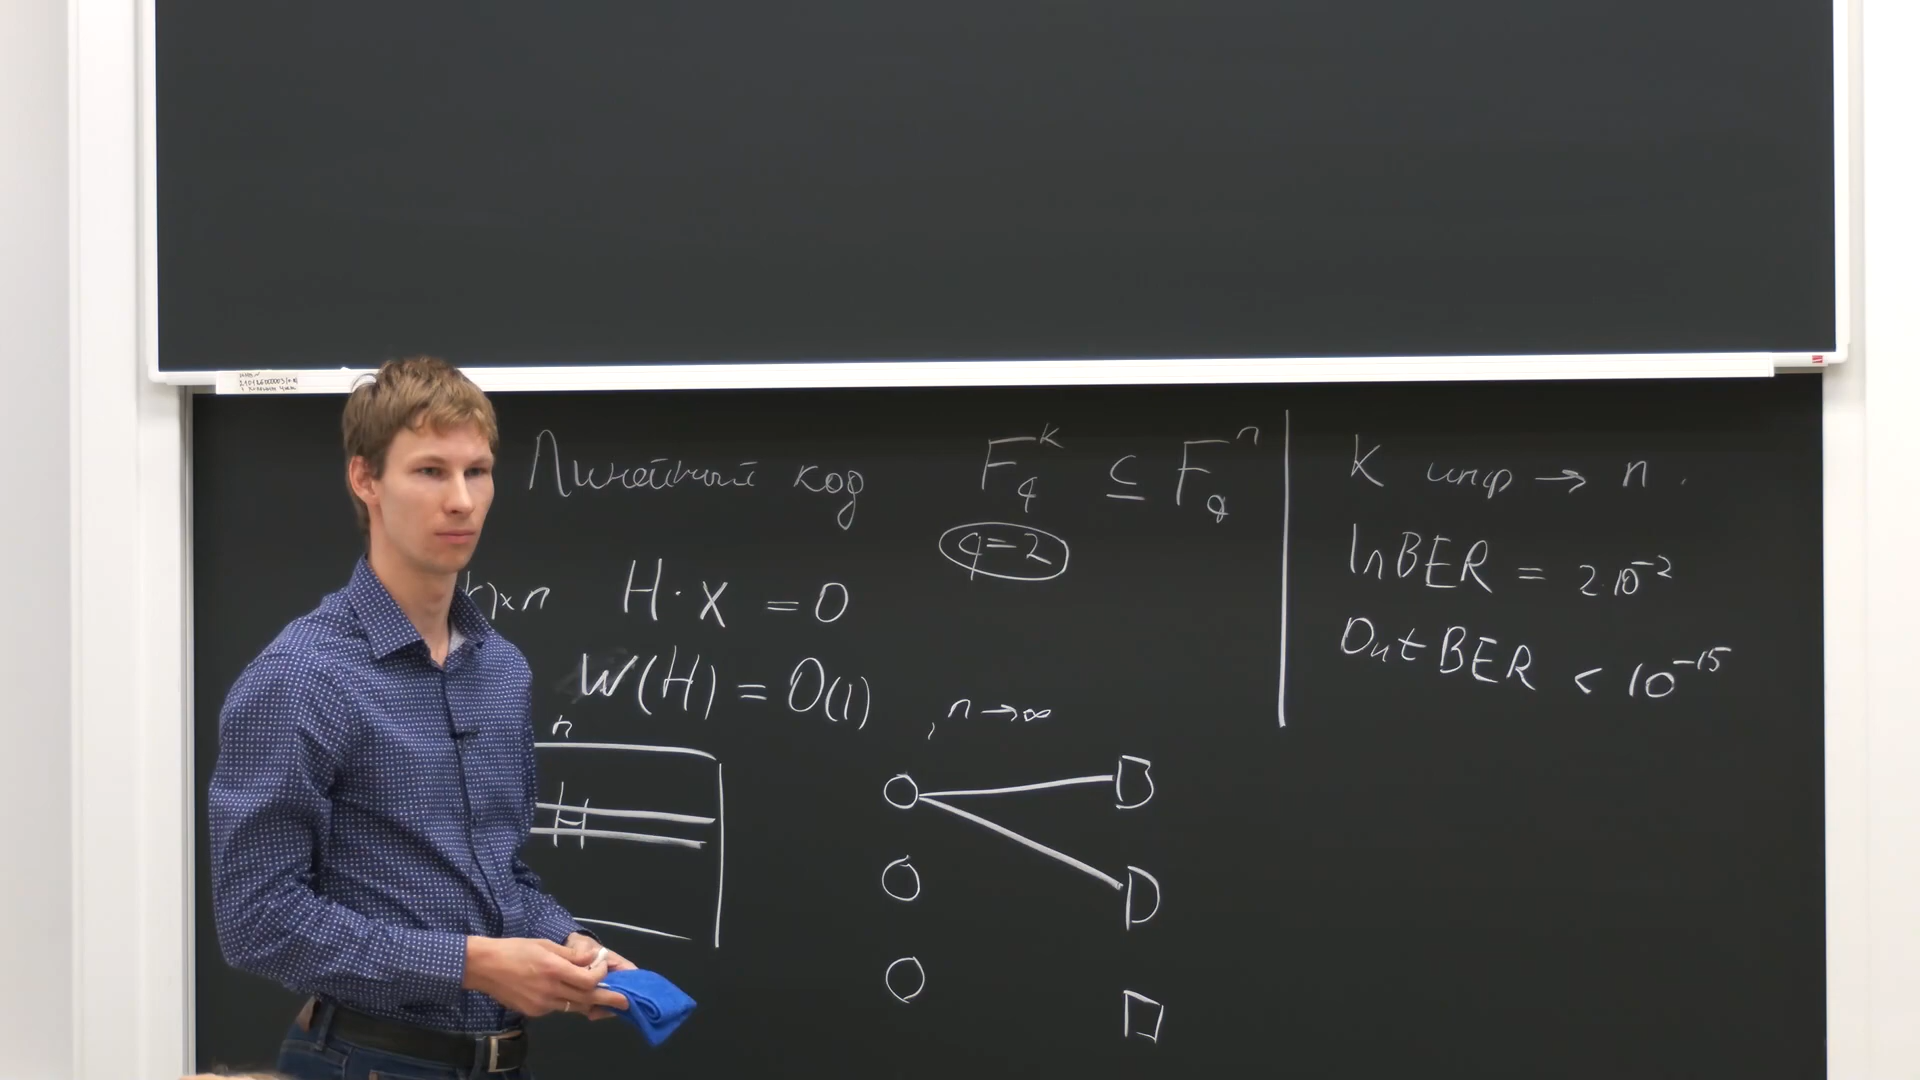 Линейный код F_q^k ⊆ F_q^n
q=2
)×n H·x = 0
W(H) = O(1) , n→∞
n
H
K инф → n.
InBER = 2·10^-2
OutBER < 10^-15